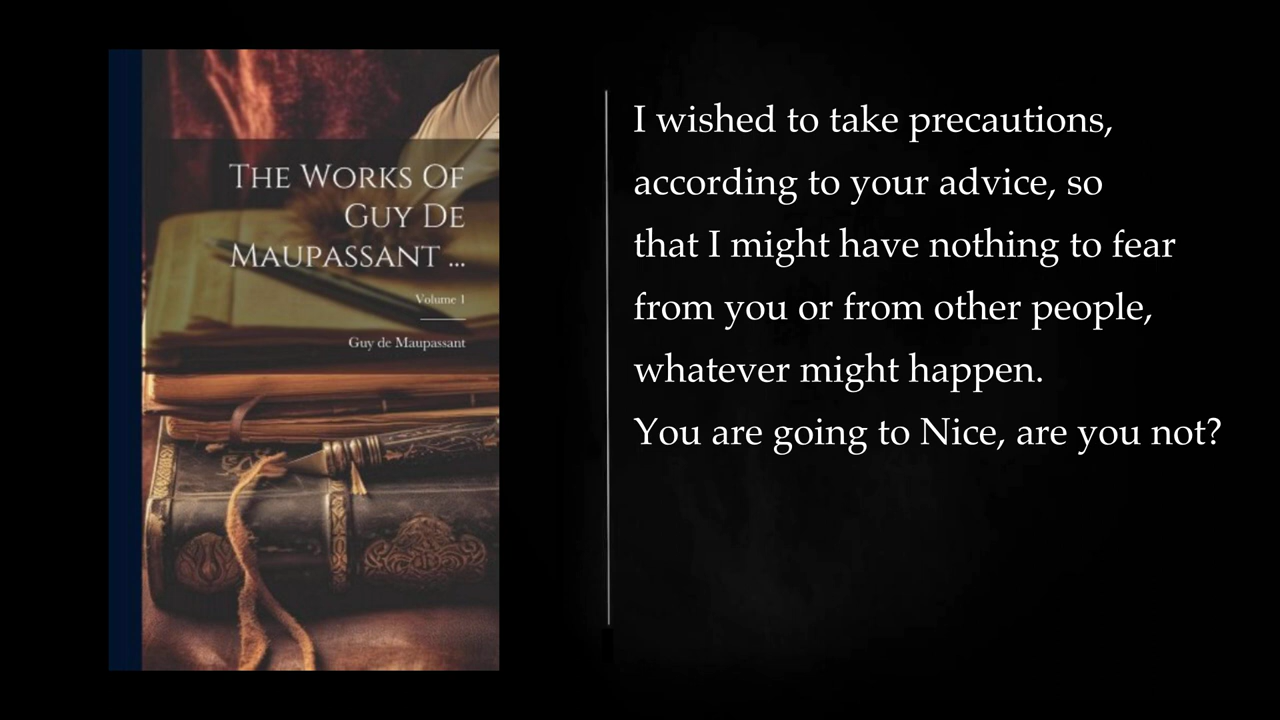 The Works Of
Guy De
Maupassant ...
Volume 1
Guy de Maupassant
I wished to take precautions,
according to your advice, so
that I might have nothing to fear
from you or from other people,
whatever might happen.
You are going to Nice, are you not?